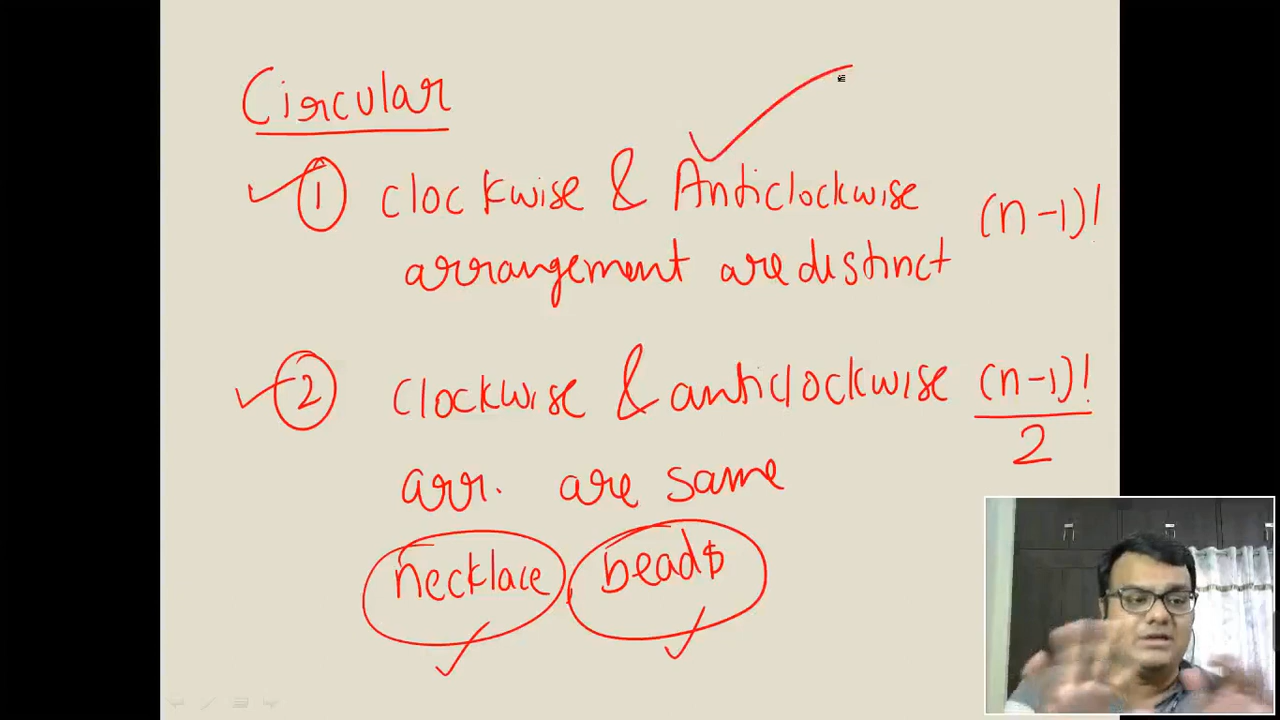 Circular
1 clockwise & Anticlockwise (n-1)!
arrangement are distinct
2 clockwise & anticlockwise (n-1)!/2
arr. are same
necklace, beads